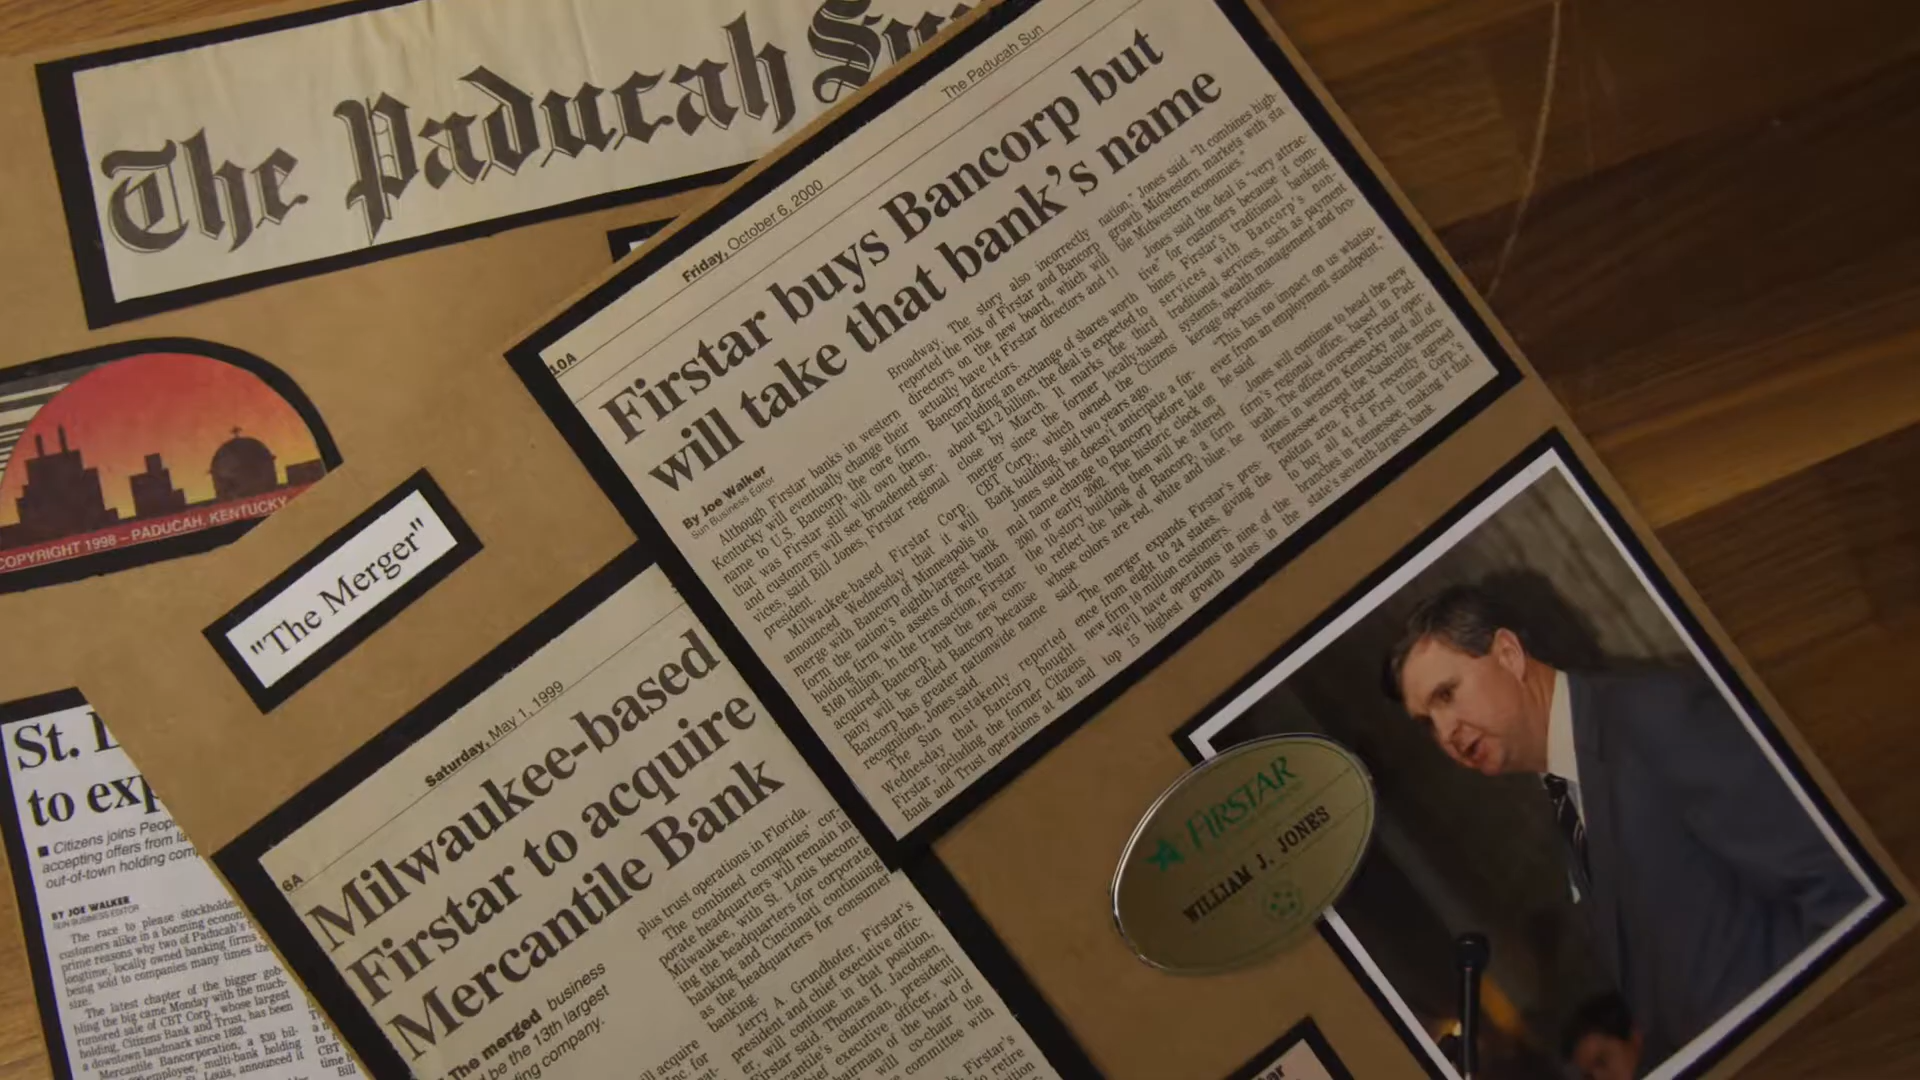 The Paducah Sun
COPYRIGHT 1998 – PADUCAH, KENTUCKY
"The Merger"
St. L
to exp
■ Citizens joins Peop
accepting offers from la
out-of-town holding com
BY JOE WALKER
SUN BUSINESS EDITOR
The race to please stockholde
customers alike in a booming econom
prime reasons why two of Paducah's
longtime, locally owned banking firms
being sold to companies many times the
size.
The latest chapter of the bigger gob-
bling the big came Monday with the much-
rumored sale of CBT Corp., whose largest
holding, Citizens Bank and Trust, has been
a downtown landmark since 1888.
Mercantile Bancorporation, a $30 bil-
employee, multi-bank holding
Louis, announced it
10A
Friday, October 6, 2000
The Paducah Sun
Firstar buys Bancorp but
will take that bank's name
By Joe Walker
Sun Business Editor
Although Firstar banks in western
Kentucky will eventually change their
name to U.S. Bancorp, the core firm
that was Firstar still will own them,
and customers will see broadened ser-
vices, said Bill Jones, Firstar regional
president.
Milwaukee-based Firstar Corp.
announced Wednesday that it will
merge with Bancorp of Minneapolis to
form the nation's eighth-largest bank
holding firm with assets of more than
$160 billion. In the transaction, Firstar
acquired Bancorp, but the new com-
pany will be called Bancorp because
Bancorp has greater nationwide name
recognition, Jones said.
The Sun mistakenly reported
Wednesday that Bancorp bought
Firstar, including the former Citizens
Bank and Trust operations at 4th and
Broadway. The story also incorrectly
reported the mix of Firstar and Bancorp
directors on the new board, which will
actually have 14 Firstar directors and 11
Bancorp directors.
Including an exchange of shares worth
about $21.2 billion, the deal is expected to
close by March. It marks the third
merger since the former locally-based
CBT Corp., which owned the Citizens
Bank building, sold two years ago.
Jones said he doesn't anticipate a for-
mal name change to Bancorp before late
2001 or early 2002. The historic clock on
the 10-story building then will be altered
to reflect the look of Bancorp, a firm
whose colors are red, white and blue, he
said.
The merger expands Firstar's pres-
ence from eight to 24 states, giving the
new firm 10 million customers.
"We'll have operations in nine of the
top 15 highest growth states in the
nation," Jones said. "It combines high-
growth Midwestern markets with sta-
ble Midwestern economies."
Jones said the deal is "very attrac-
tive" for customers because it com-
bines Firstar's traditional banking
services with Bancorp's non-
traditional services, such as payment
systems, wealth management and bro-
kerage operations.
"This has no impact on us whatso-
ever from an employment standpoint,"
he said.
Jones will continue to head the new
firm's regional office, based in Pad-
ucah. The office oversees Firstar oper-
ations in western Kentucky and all of
Tennessee except the Nashville metro-
politan area. Firstar recently agreed
to buy all 41 of First Union Corp.'s
branches in Tennessee, making it that
state's seventh-largest bank.
6A
Saturday, May 1, 1999
Milwaukee-based
Firstar to acquire
Mercantile Bank
The merged business
be the 13th largest
company.
plus trust operations in Florida.
The combined companies' cor-
porate headquarters will remain in
Milwaukee, with St. Louis becom-
ing the headquarters for corporate
banking and Cincinnati continuing
as the headquarters for consumer
banking.
Jerry A. Grundhofer, Firstar's
president and chief executive offic-
er, will continue in that position,
Firstar said. Thomas H. Jacobsen,
chairman, president
executive officer, will
chairman of the board of
will co-chair the
committee with
Firstar's
to retire
FIRSTAR
WILLIAM J. JONES